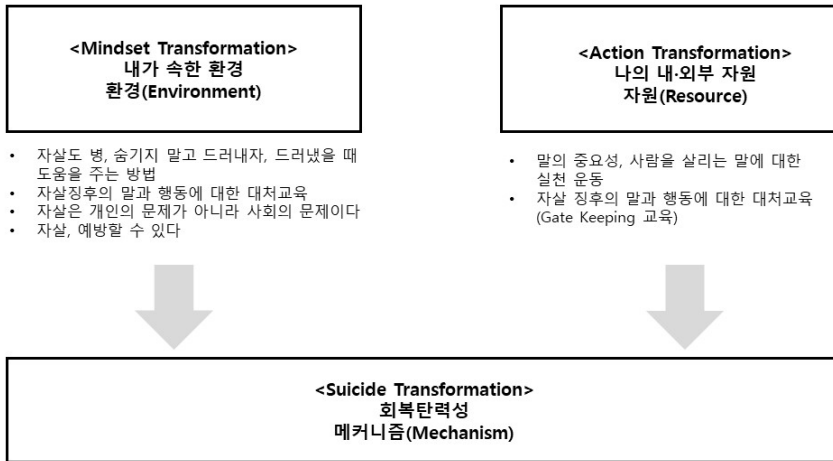 <Mindset Transformation>
내가 속한 환경
환경(Environment)
• 자살도 병, 숨기지 말고 드러내자, 드러냈을 때
도움을 주는 방법
• 자살징후의 말과 행동에 대한 대처교육
• 자살은 개인의 문제가 아니라 사회의 문제이다
• 자살, 예방할 수 있다
<Action Transformation>
나의 내·외부 자원
자원(Resource)
• 말의 중요성, 사람을 살리는 말에 대한
실천 운동
• 자살 징후의 말과 행동에 대한 대처교육
(Gate Keeping 교육)
<Suicide Transformation>
회복탄력성
메커니즘(Mechanism)